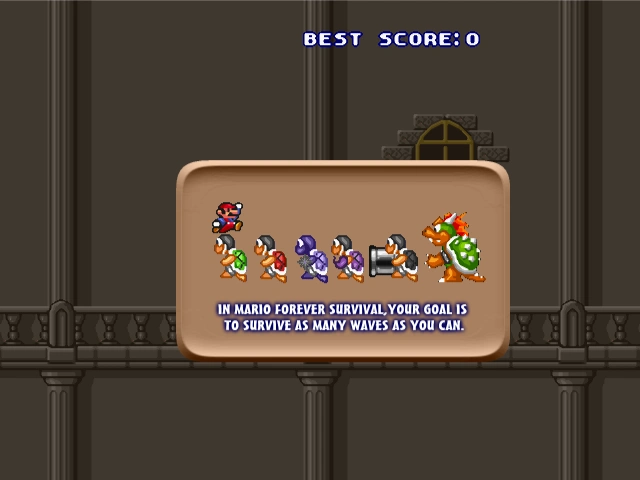 BEST SCORE:0
IN MARIO FOREVER SURVIVAL,YOUR GOAL IS
TO SURVIVE AS MANY WAVES AS YOU CAN.